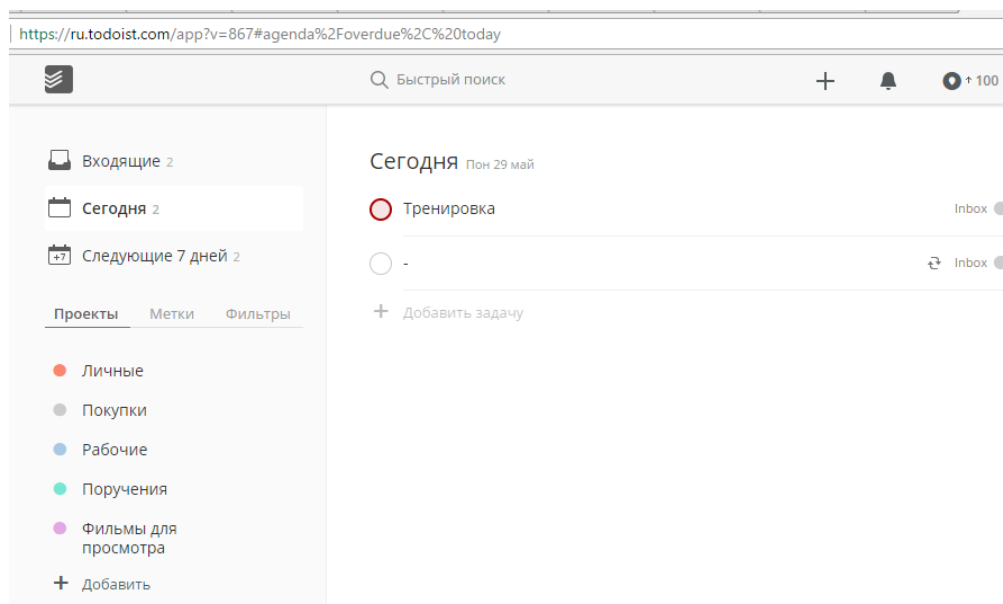 https://ru.todoist.com/app?v=867#agenda%2Foverdue%2C%20today
Быстрый поиск
100
Входящие 2
Сегодня 2
+7 Следующие 7 дней 2
Проекты Метки Фильтры
Личные
Покупки
Рабочие
Поручения
Фильмы для
просмотра
+ Добавить
Сегодня Пон 29 май
Тренировка Inbox
- Inbox
+ Добавить задачу